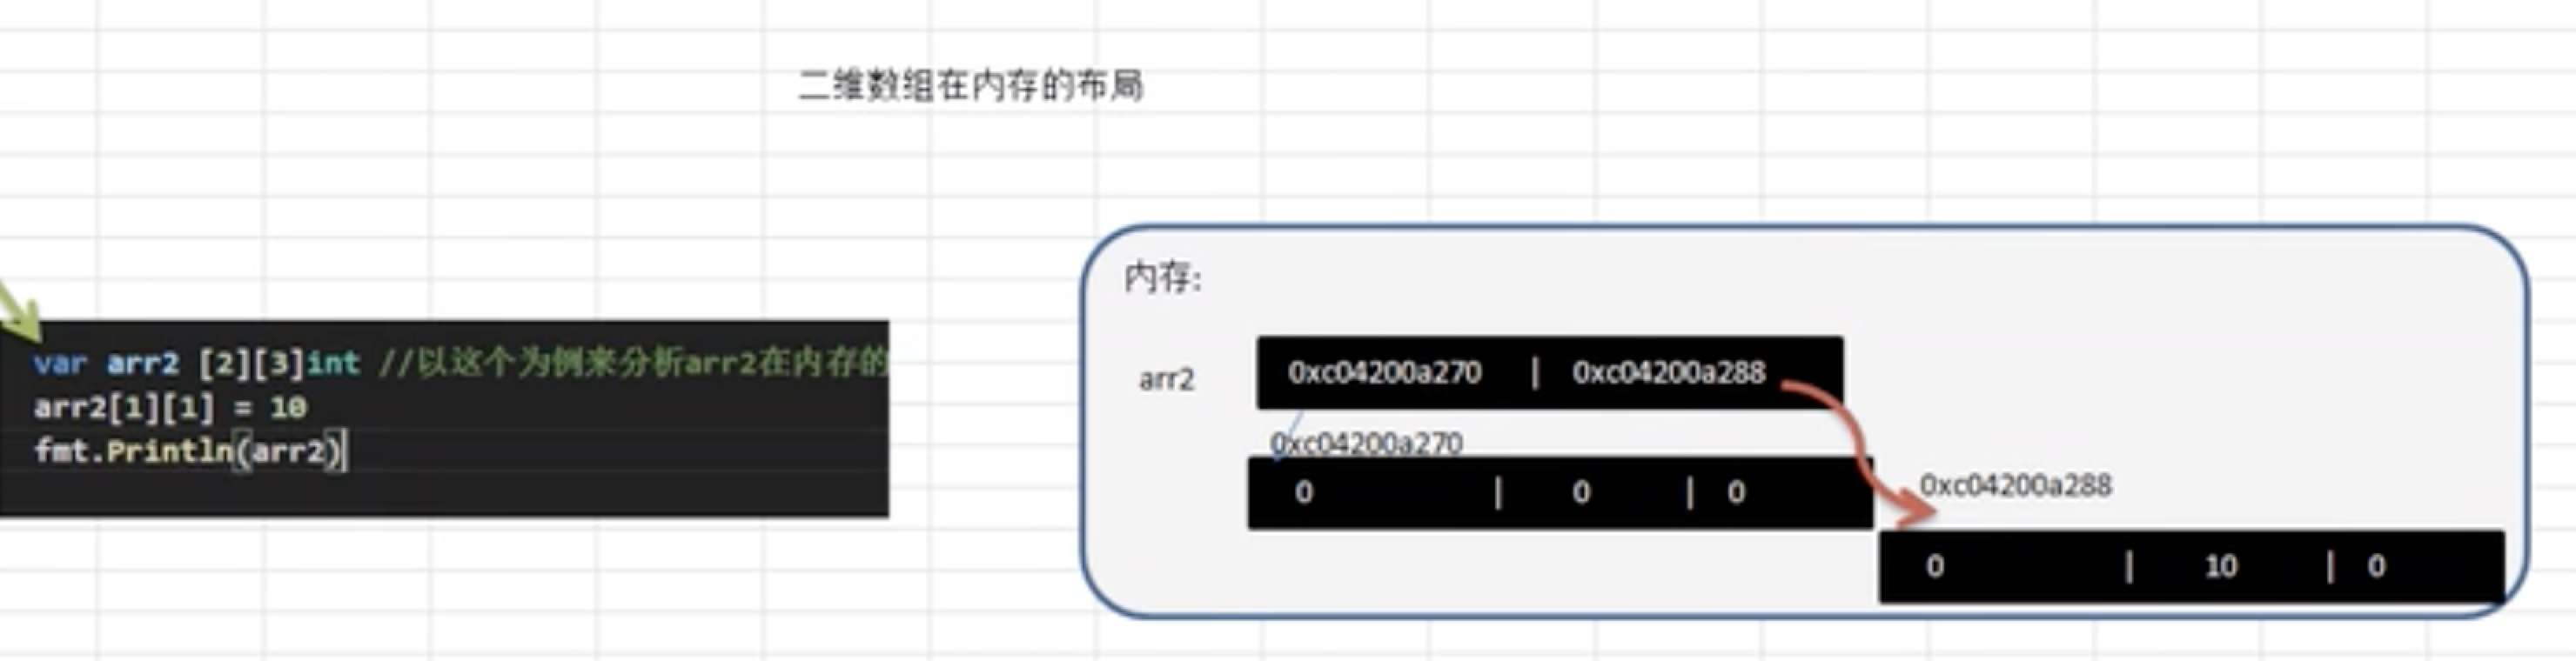 二维数组在内存的布局
var arr2 [2][3]int //以这个为例来分析arr2在内存的
arr2[1][1] = 10
fmt.Println(arr2)
内存:
arr2
0xc04200a270 | 0xc04200a288
0xc04200a270
0 | 0 | 0
0xc04200a288
0 | 10 | 0